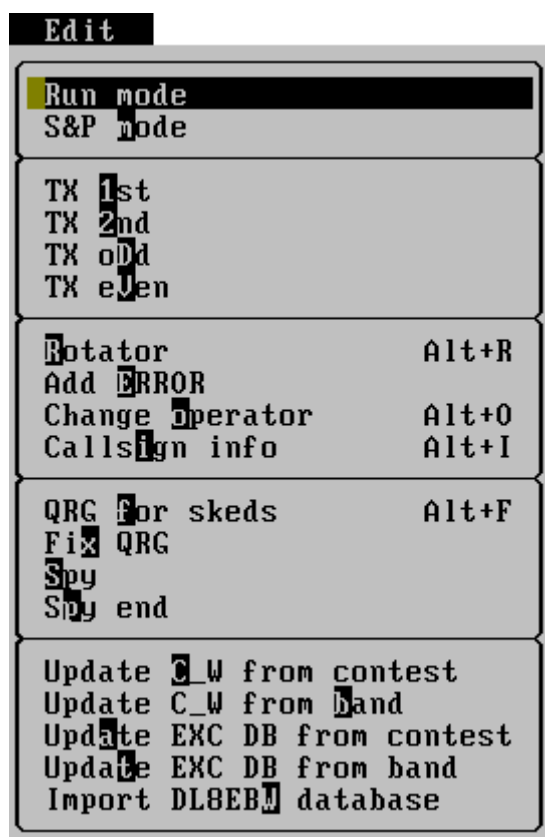 Edit
Run mode
S&P mode
TX 1st
TX 2nd
TX oDd
TX eVen
Rotator Alt+R
Add ERROR
Change operator Alt+O
Callsign info Alt+I
QRG for skeds Alt+F
Fix QRG
Spy
Spy end
Update C_W from contest
Update C_W from band
Update EXC DB from contest
Update EXC DB from band
Import DL8EBW database